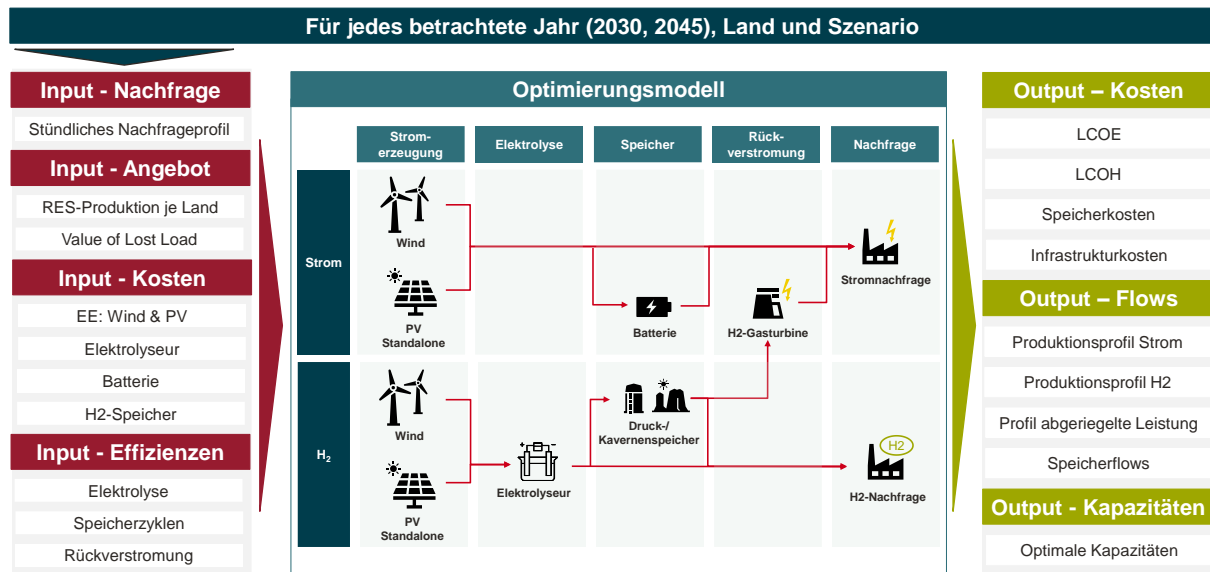 Für jedes betrachtete Jahr (2030, 2045), Land und Szenario
Input - Nachfrage
Stündliches Nachfrageprofil
Input - Angebot
RES-Produktion je Land
Value of Lost Load
Input - Kosten
EE: Wind & PV
Elektrolyseur
Batterie
H2-Speicher
Input - Effizienzen
Elektrolyse
Speicherzyklen
Rückverstromung
Optimierungsmodell
Strom-
erzeugung
Elektrolyse
Speicher
Rück-
verstromung
Nachfrage
Strom
Wind
PV
Standalone
Batterie
H2-Gasturbine
Stromnachfrage
H₂
Wind
PV
Standalone
Elektrolyseur
Druck-/
Kavernenspeicher
H2
H2-Nachfrage
Output – Kosten
LCOE
LCOH
Speicherkosten
Infrastrukturkosten
Output – Flows
Produktionsprofil Strom
Produktionsprofil H2
Profil abgeriegelte Leistung
Speicherflows
Output - Kapazitäten
Optimale Kapazitäten